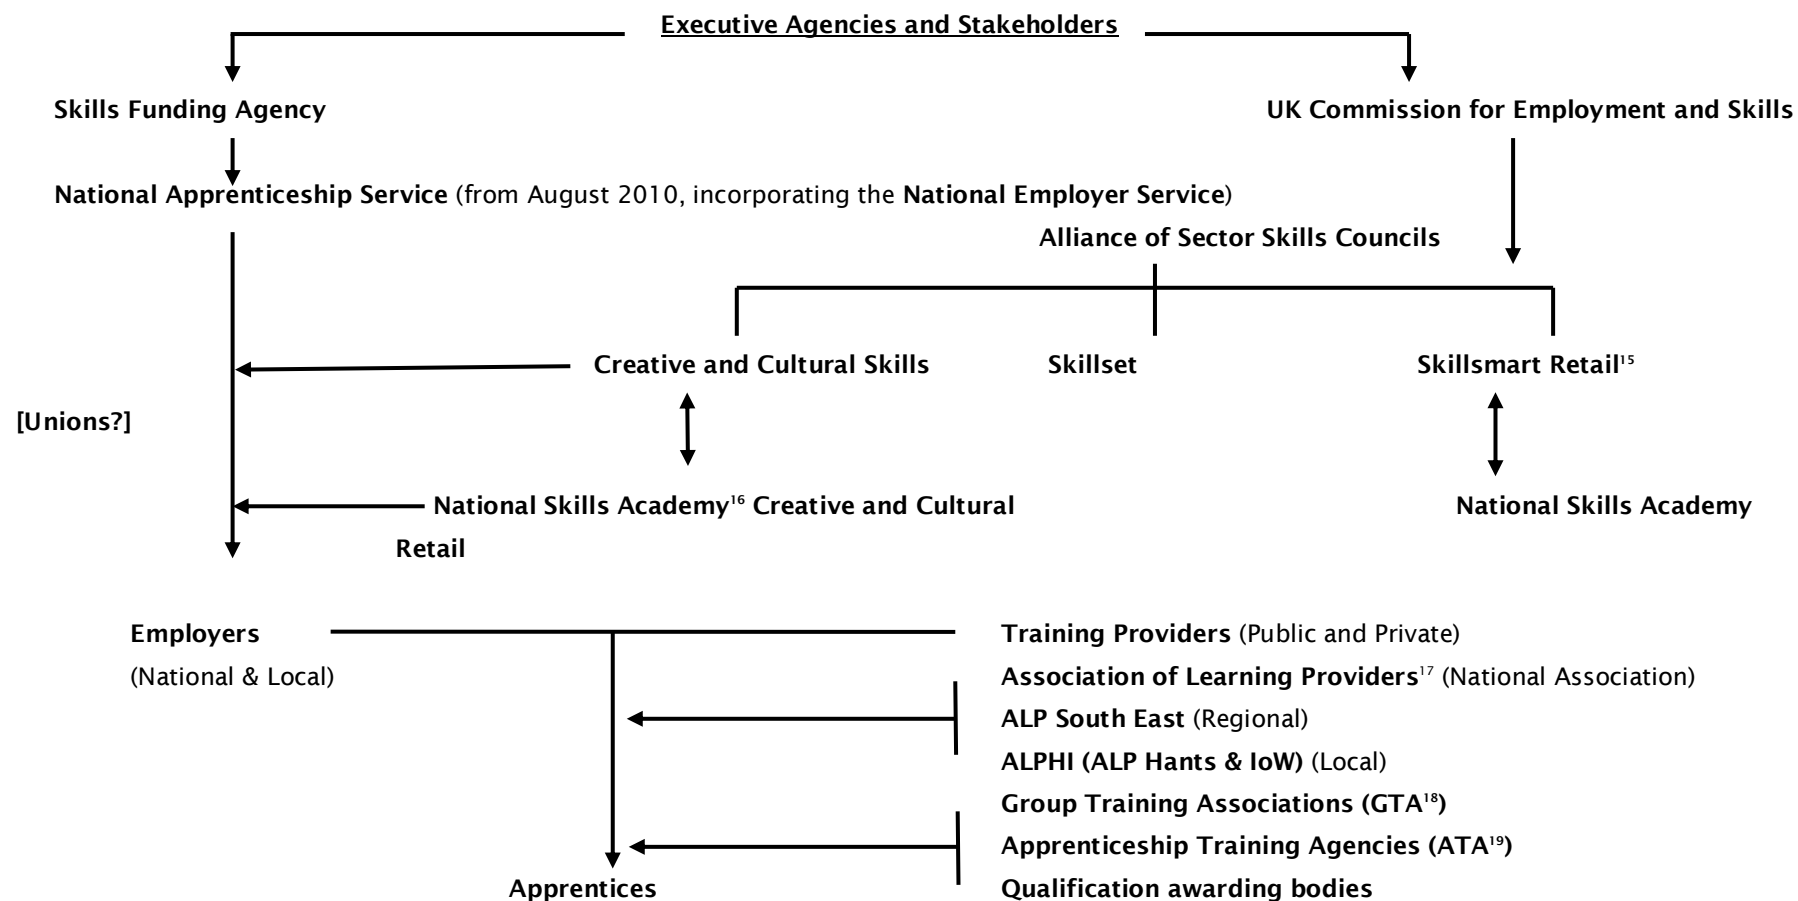 Executive Agencies and Stakeholders
Skills Funding Agency UK Commission for Employment and Skills
National Apprenticeship Service (from August 2010, incorporating the National Employer Service)
Alliance of Sector Skills Councils
Creative and Cultural Skills Skillset Skillsmart Retail¹⁵
[Unions?]
National Skills Academy¹⁶ Creative and Cultural National Skills Academy
Retail
Employers Training Providers (Public and Private)
(National & Local) Association of Learning Providers¹⁷ (National Association)
ALP South East (Regional)
ALPHI (ALP Hants & IoW) (Local)
Group Training Associations (GTA¹⁸)
Apprenticeship Training Agencies (ATA¹⁹)
Apprentices Qualification awarding bodies